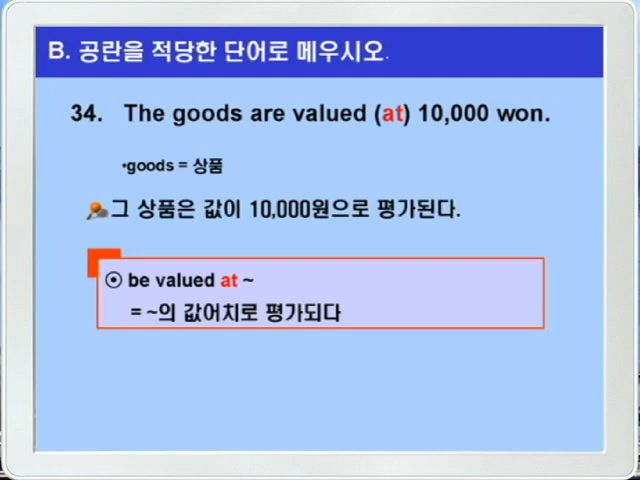 B. 공란을 적당한 단어로 메우시오.
34. The goods are valued (at) 10,000 won.
•goods = 상품
그 상품은 값이 10,000원으로 평가된다.
⊙ be valued at ~
= ~의 값어치로 평가되다